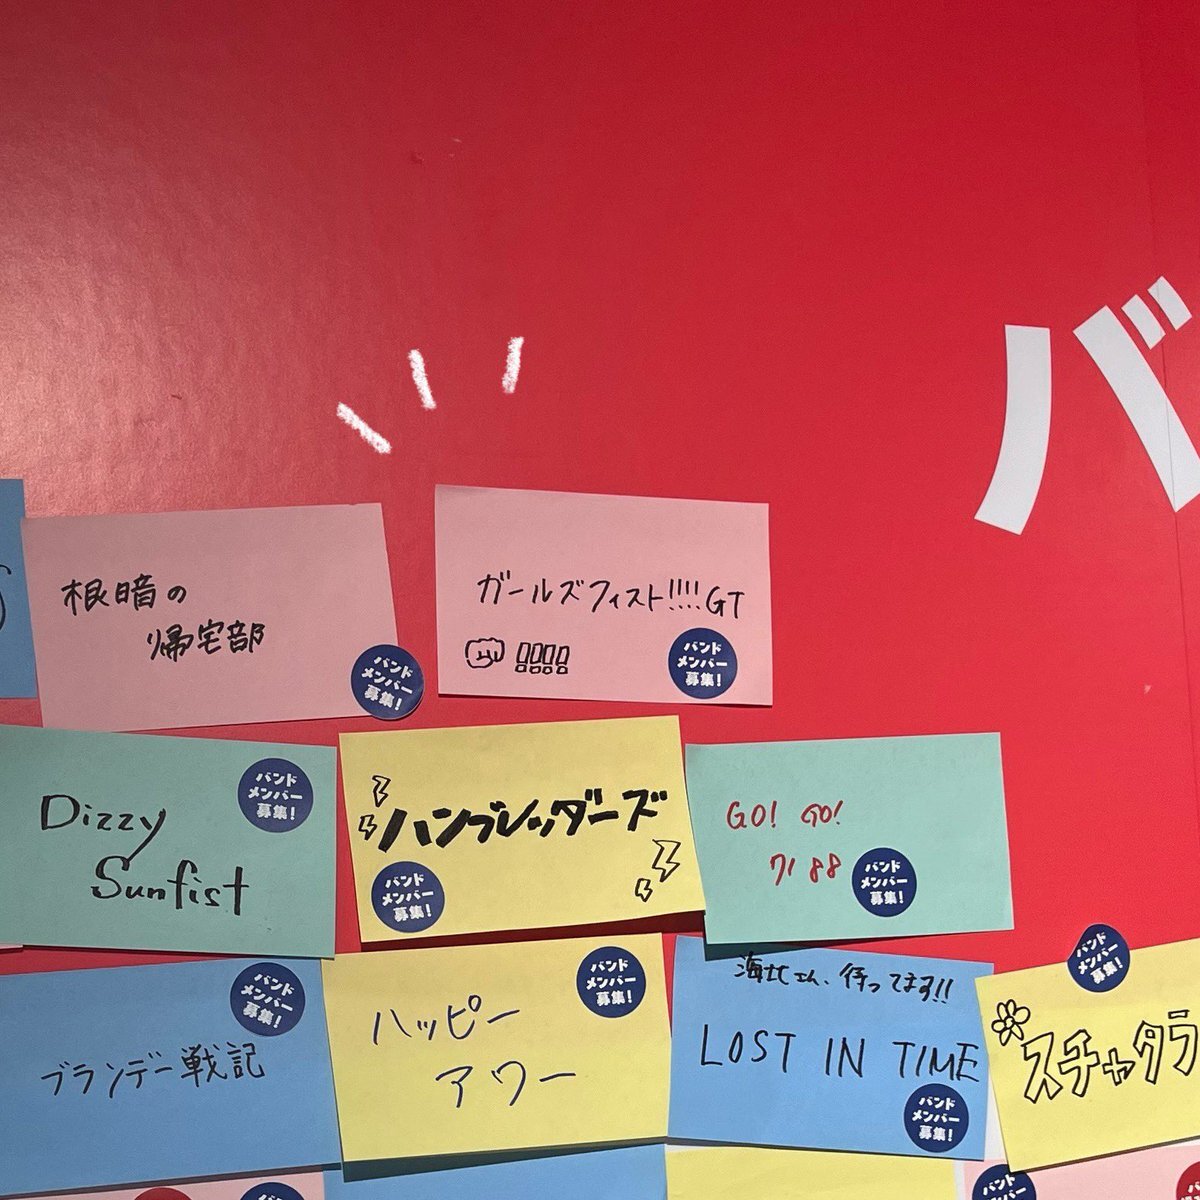 バ
根暗の
帰宅部
バンド
メンバー
募集!
ガールズフィスト!!!!GT
!!!!
バンド
メンバー
募集!
Dizzy
Sunfist
バンド
メンバー
募集!
ハンブレッダーズ
バンド
メンバー
募集!
GO! GO!
7188
バンド
メンバー
募集!
ブランデー戦記
バンド
メンバー
募集!
ハッピー
アワー
バンド
メンバー
募集!
海北さん、待ってます!!
LOST IN TIME
バンド
メンバー
募集!
スチャダラ
バンド
メンバー
募集!
バンド